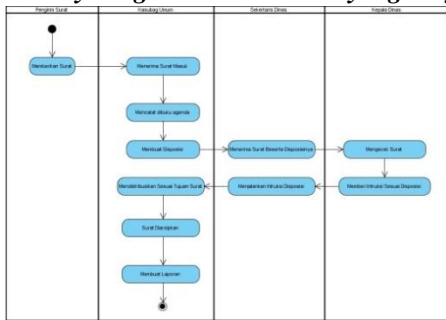 Pengirim Surat
Kasubag Umum
Sekertaris Dinas
Kepala Dinas
Memberikan Surat
Menerima Surat Masuk
Mencatat dibuku agenda
Membuat Disposisi
Menerima Surat Beserta Disposisinya
Mengecek Surat
Mendistribusikan Sesuai Tujuan Surat
Menjalankan Intruksi Disposisi
Memberi Intruksi Sesuai Disposisi
Surat Diarsipkan
Membuat Laporan